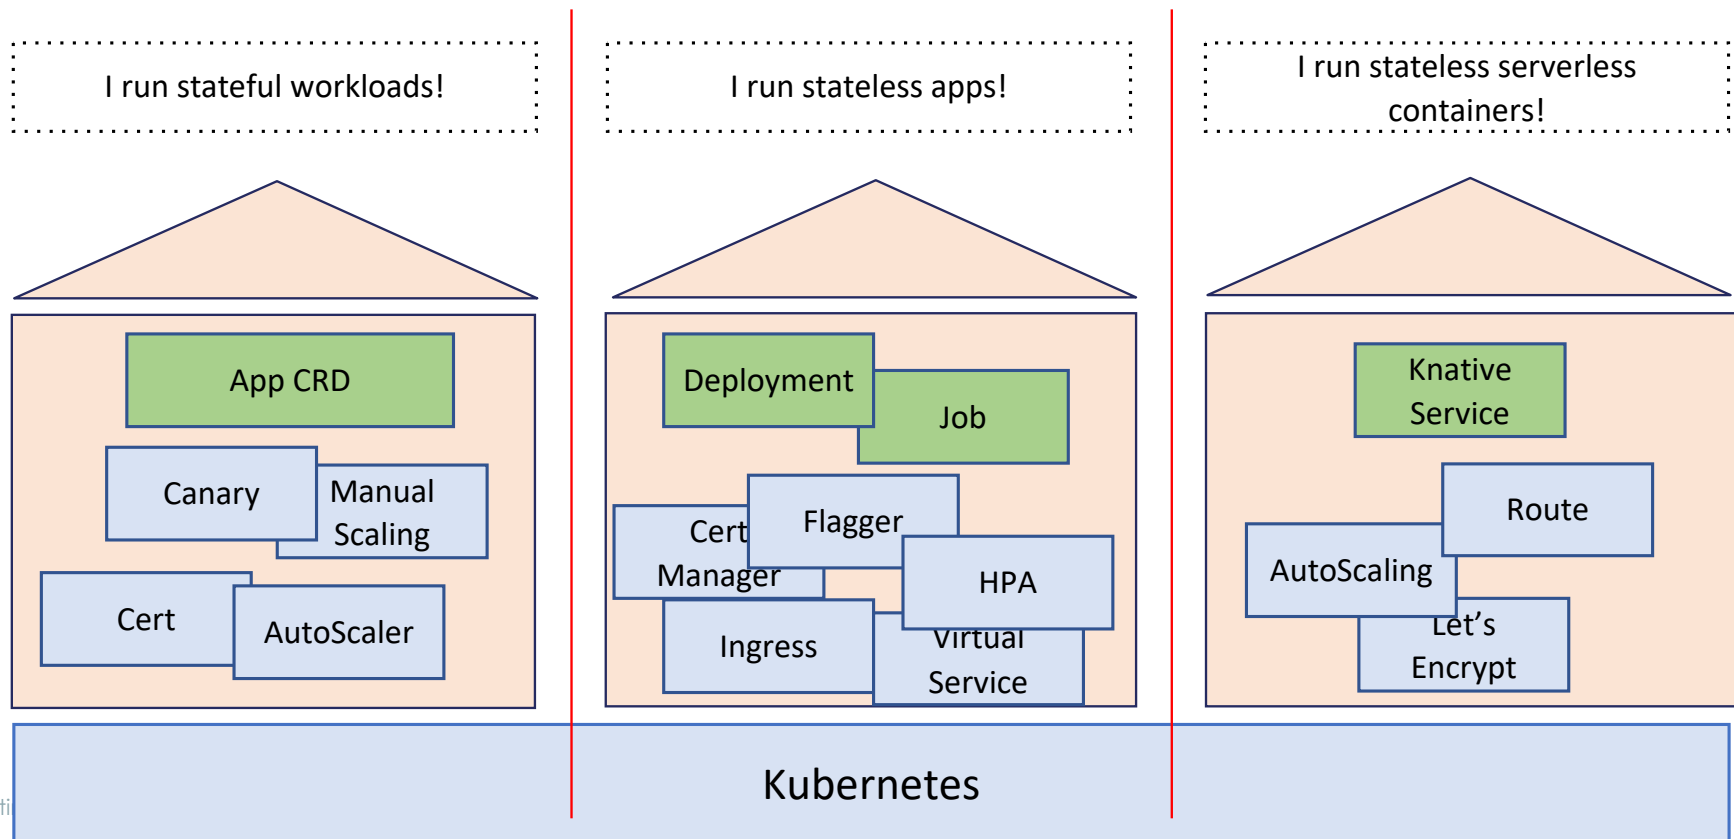 I run stateful workloads!
I run stateless apps!
I run stateless serverless
containers!
App CRD
Canary
Manual
Scaling
Cert
AutoScaler
Deployment
Job
Cert
Manager
Flagger
HPA
Ingress
Virtual
Service
Knative
Service
Route
AutoScaling
Let's
Encrypt
Kubernetes